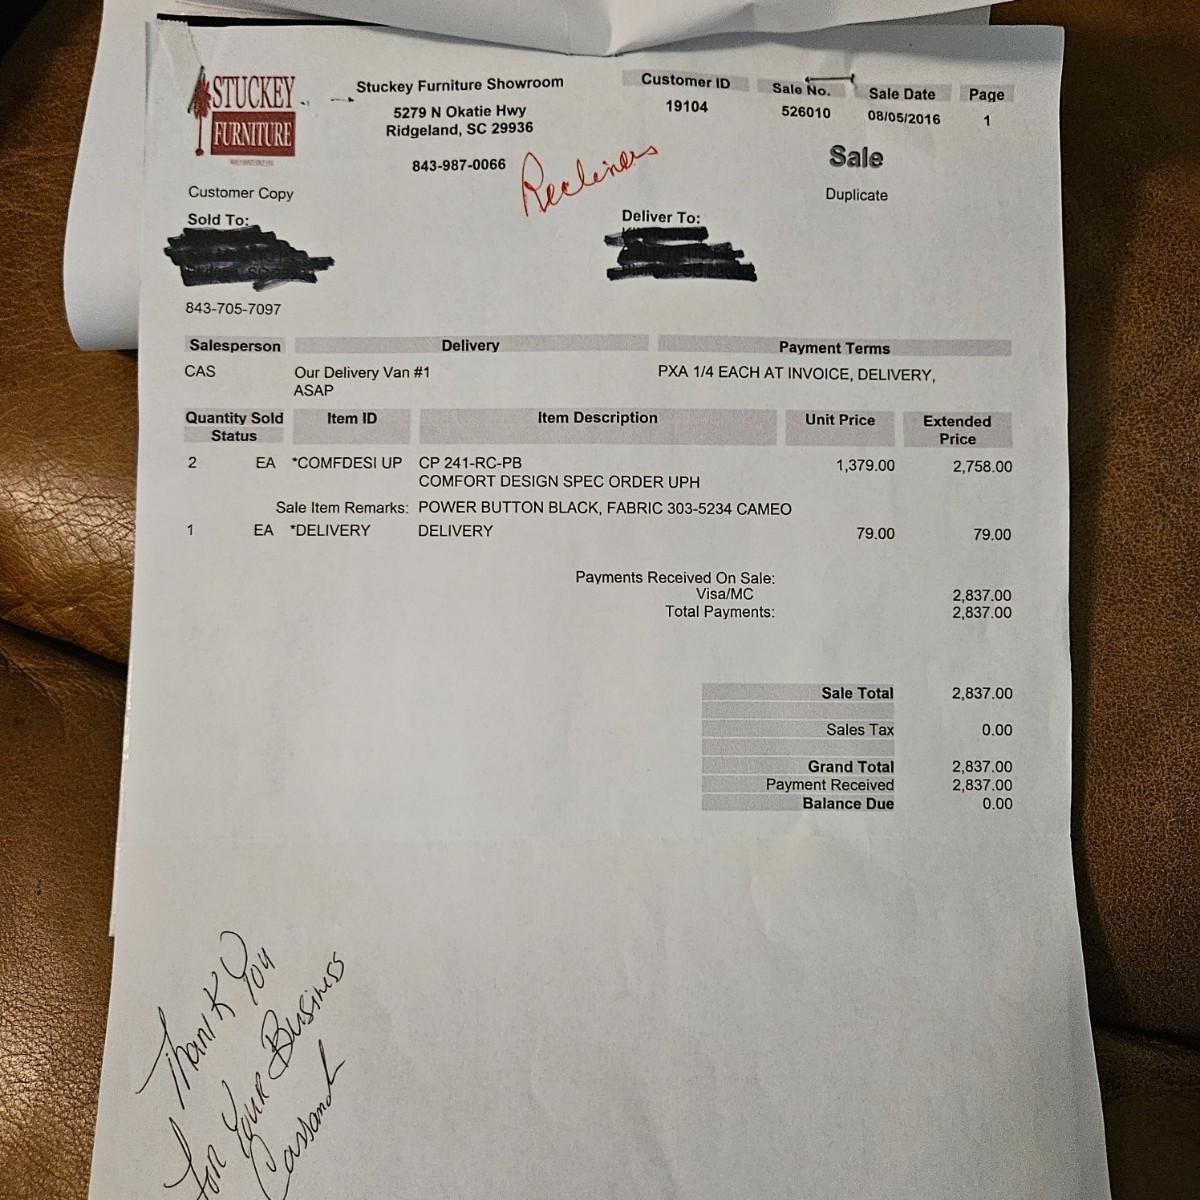 STUCKEY
FURNITURE
Stuckey Furniture Showroom
5279 N Okatie Hwy
Ridgeland, SC 29936
843-987-0066
Customer ID
19104
Sale No.
526010
Sale Date
08/05/2016
Page
1
Recliners
Sale
Duplicate
Customer Copy
Sold To:
Deliver To:
843-705-7097
Salesperson Delivery Payment Terms
CAS Our Delivery Van #1 PXA 1/4 EACH AT INVOICE, DELIVERY,
ASAP
Quantity Sold Item ID Item Description Unit Price Extended
Status Price
2 EA *COMFDESI UP CP 241-RC-PB 1,379.00 2,758.00
COMFORT DESIGN SPEC ORDER UPH
Sale Item Remarks: POWER BUTTON BLACK, FABRIC 303-5234 CAMEO
1 EA *DELIVERY DELIVERY 79.00 79.00
Payments Received On Sale:
Visa/MC 2,837.00
Total Payments: 2,837.00
Sale Total 2,837.00
Sales Tax 0.00
Grand Total 2,837.00
Payment Received 2,837.00
Balance Due 0.00
Thank You
For Your Business